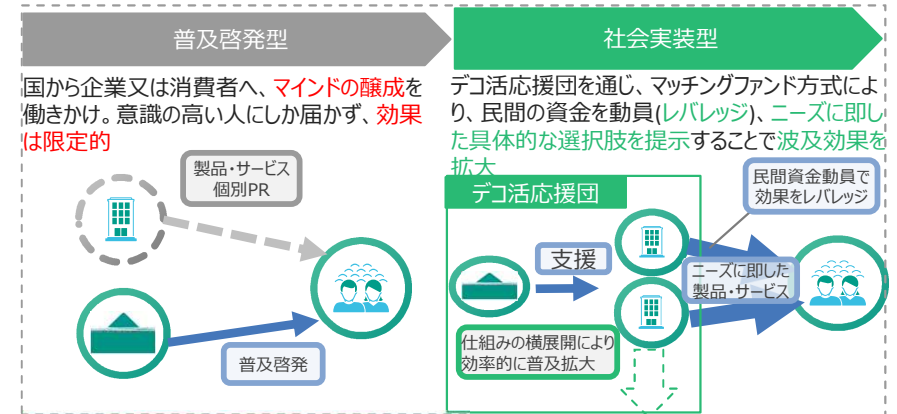 普及啓発型
国から企業又は消費者へ、マインドの醸成を
働きかけ。意識の高い人にしか届かず、効果
は限定的
製品・サービス
個別PR
普及啓発
社会実装型
デコ活応援団を通じ、マッチングファンド方式によ
り、民間の資金を動員(レバレッジ)、ニーズに即し
た具体的な選択肢を提示することで波及効果を
拡大
デコ活応援団
民間資金動員で
効果をレバレッジ
支援
ニーズに即した
製品・サービス
仕組みの横展開により
効率的に普及拡大